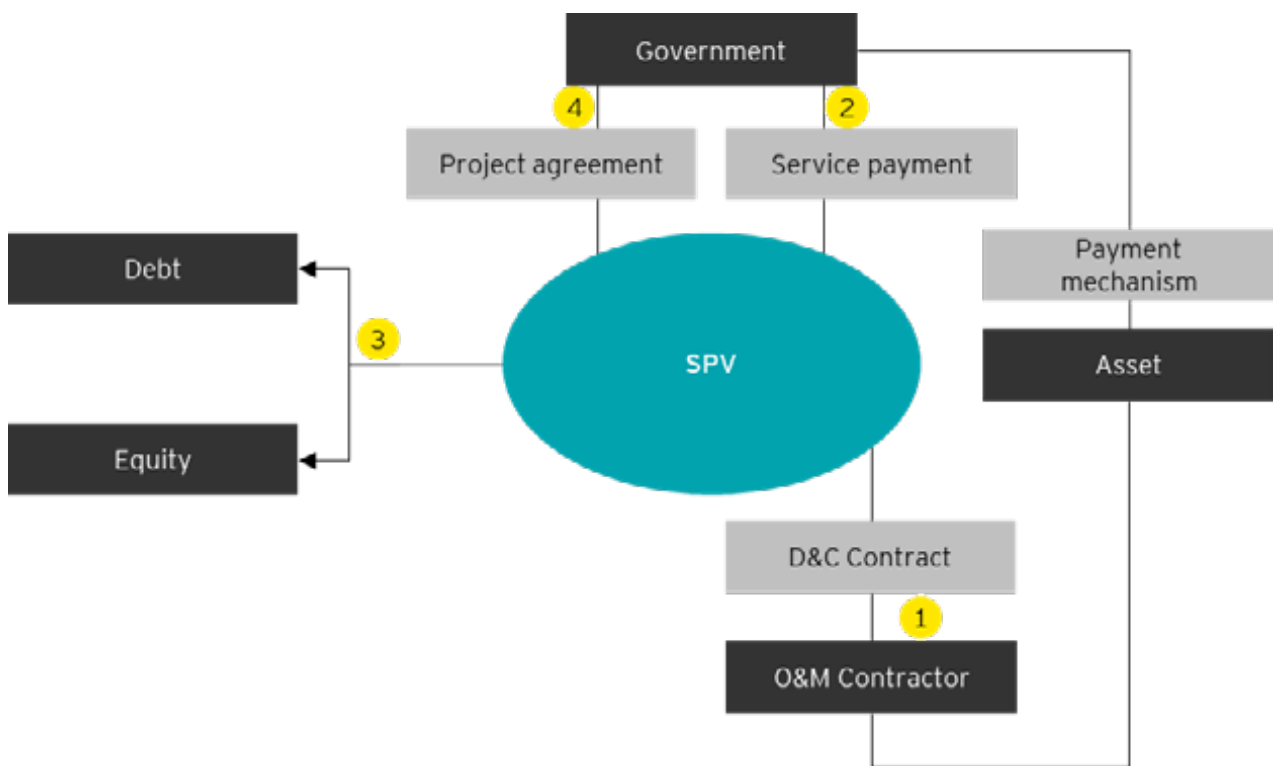 Government
4
2
Project agreement
Service payment
Debt
Payment
mechanism
3
SPV
Asset
Equity
D&C Contract
1
O&M Contractor